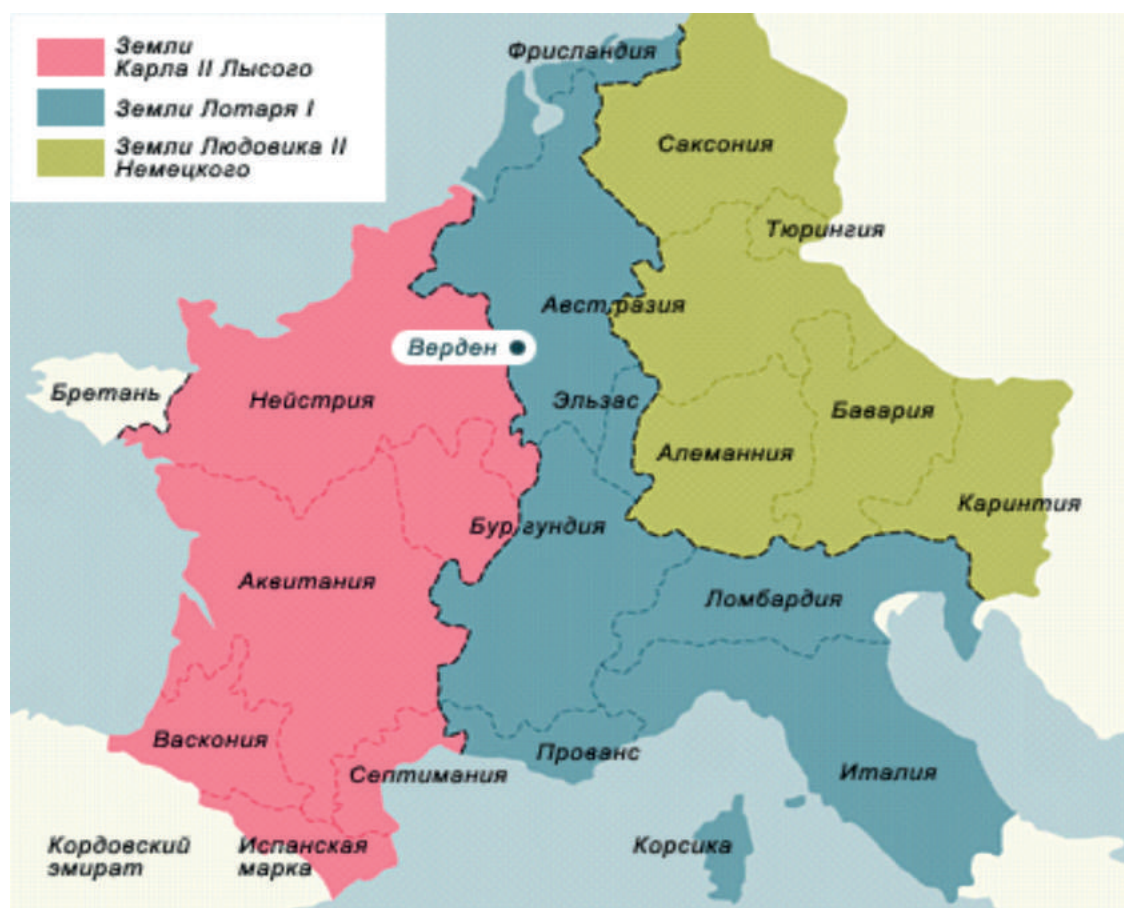 Земли
Карла II Лысого
Земли Лотаря I
Земли Людовика II
Немецкого
Фрисландия
Саксония
Тюрингия
Австразия
Верден
Бретань
Нейстрия
Эльзас
Бавария
Алеманния
Каринтия
Бургундия
Аквитания
Ломбардия
Васкония
Прованс
Септимания
Италия
Кордовский
эмират
Испанская
марка
Корсика